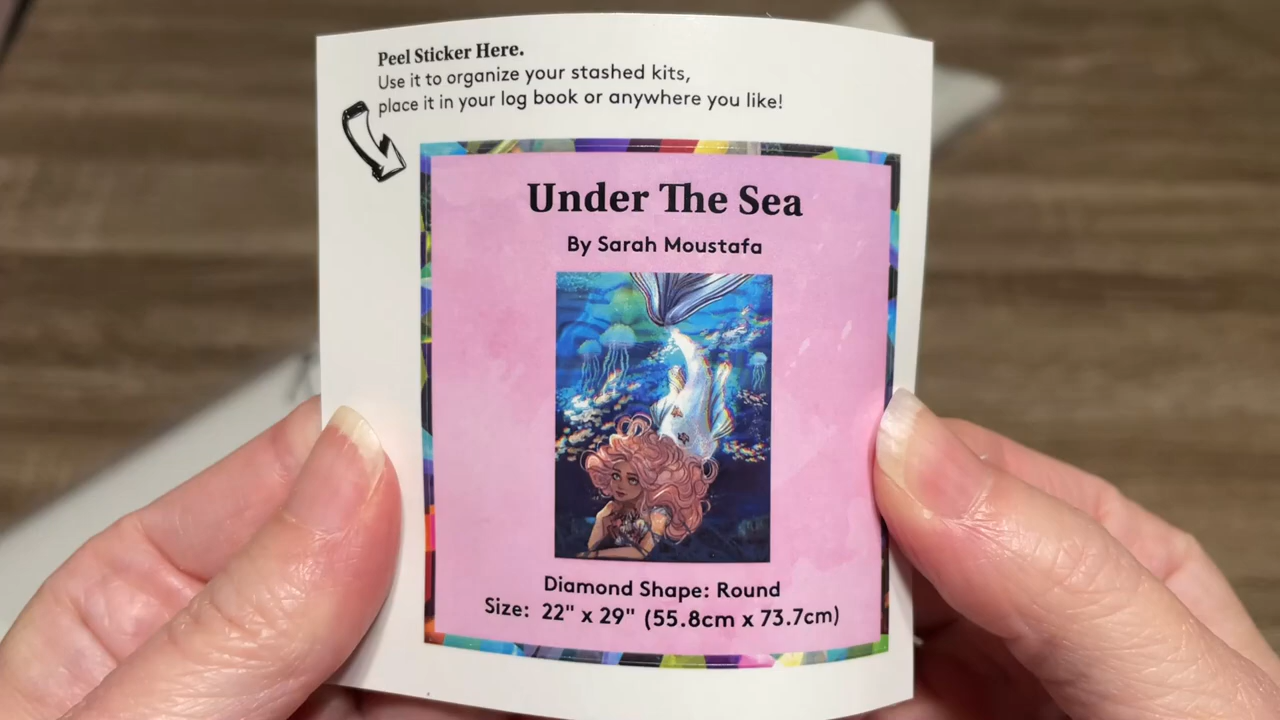 Peel Sticker Here.
Use it to organize your stashed kits,
place it in your log book or anywhere you like!
Under The Sea
By Sarah Moustafa
Diamond Shape: Round
Size: 22" x 29" (55.8cm x 73.7cm)